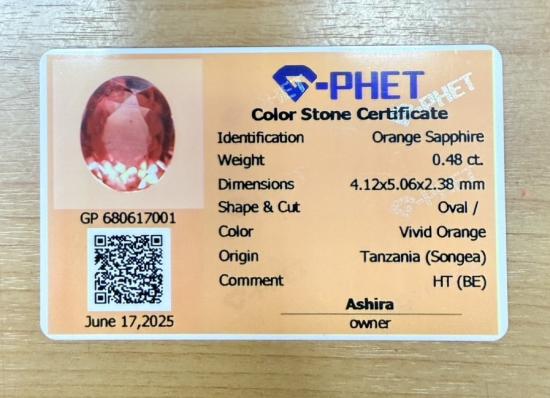 G-PHET
Color Stone Certificate
Identification Orange Sapphire
Weight 0.48 ct.
Dimensions 4.12x5.06x2.38 mm
Shape & Cut Oval /
Color Vivid Orange
Origin Tanzania (Songea)
Comment HT (BE)
Ashira
owner
GP 680617001
June 17,2025